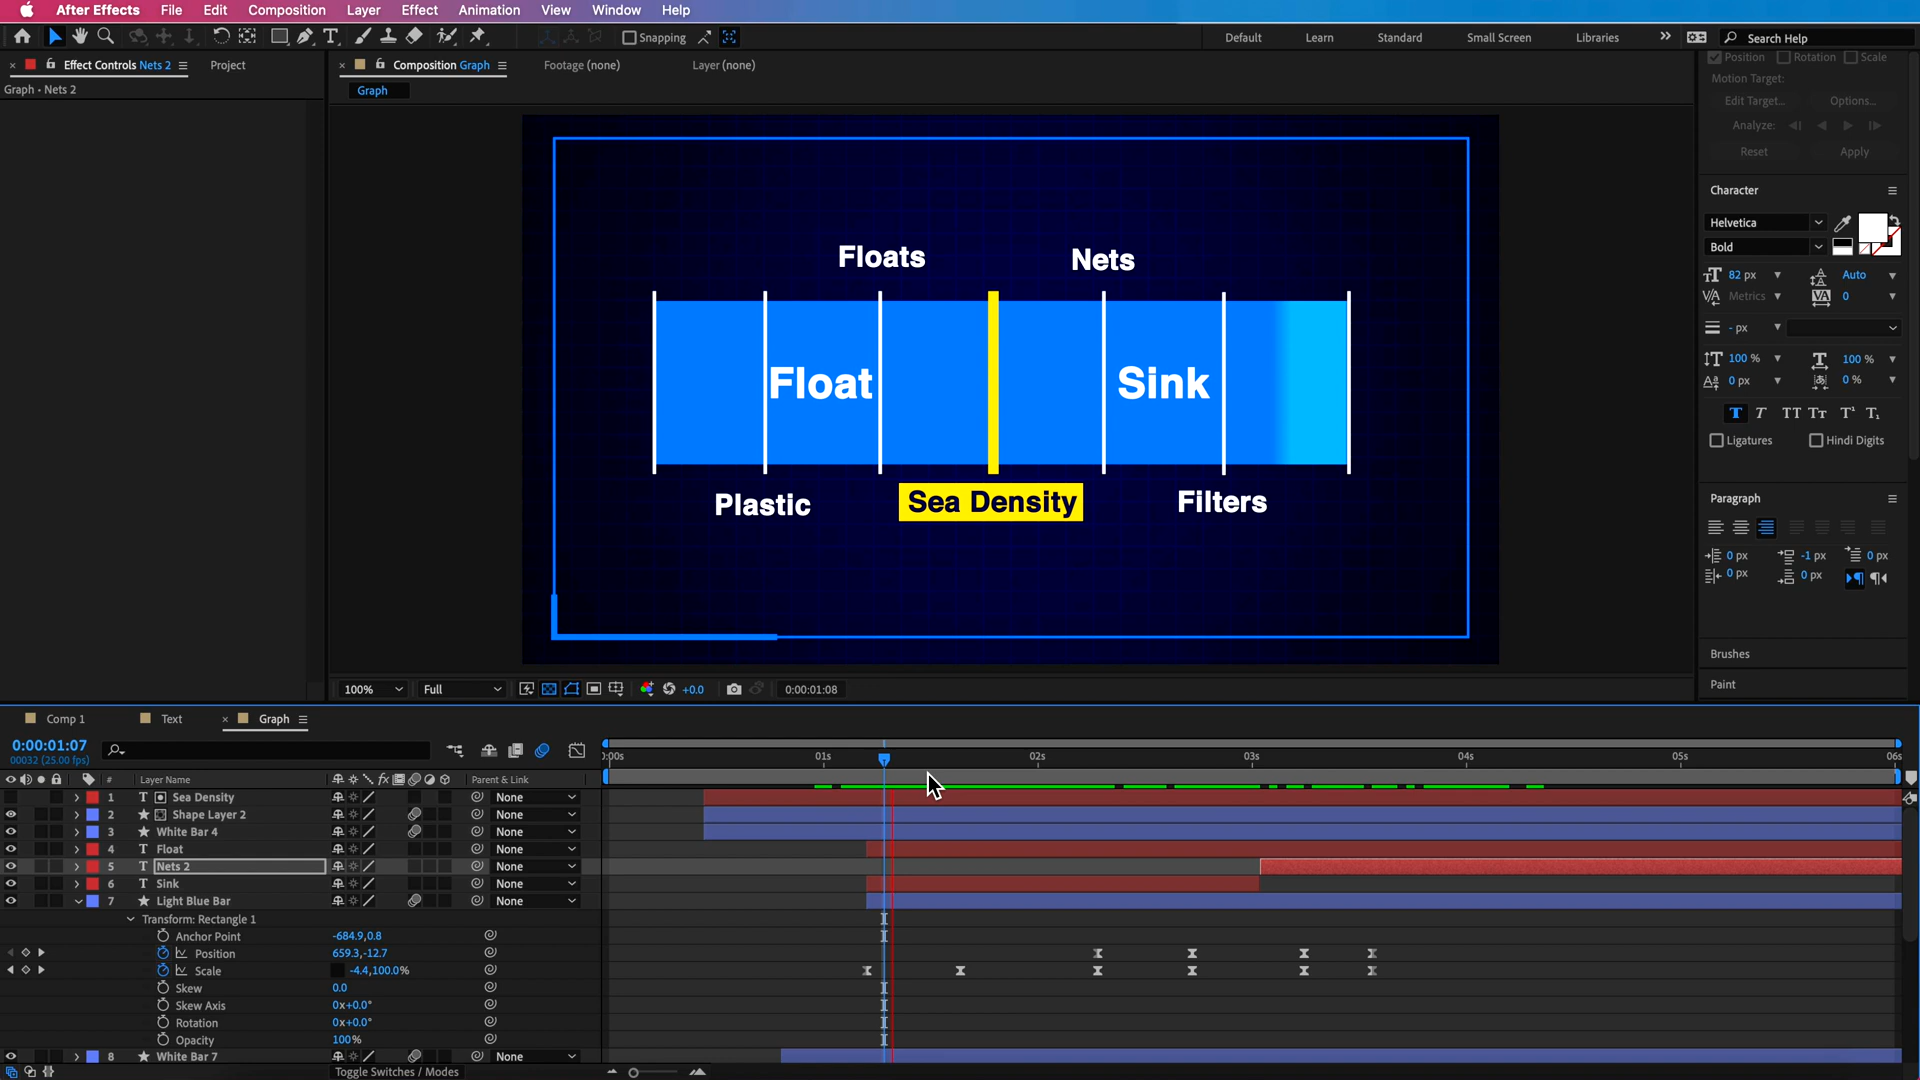 After Effects File Edit Composition Layer Effect Animation View Window Help
Snapping Default Learn Standard Small Screen Libraries Search Help
Effect Controls Nets 2 Project
Graph • Nets 2
Composition Graph Footage (none) Layer (none)
Graph
Floats Nets
Float Sink
Plastic Sea Density Filters
100% Full +0.0 0:00:01:08
Position Rotation Scale
Motion Target:
Edit Target... Options...
Analyze:
Reset Apply
Character
Helvetica
Bold
82 px Auto
Metrics 0
- px
100 % 100 %
0 px 0 %
Ligatures Hindi Digits
Paragraph
0 px -1 px 0 px
0 px 0 px
Brushes
Paint
Comp 1 Text Graph
0:00:01:07
00032 (25.00 fps)
:00s 01s 02s 03s 04s 05s 06s
# Layer Name Parent & Link
1 Sea Density None
2 Shape Layer 2 None
3 White Bar 4 None
4 Float None
5 Nets 2 None
6 Sink None
7 Light Blue Bar None
Transform: Rectangle 1
Anchor Point -684.9,0.8
Position 659.3,-12.7
Scale -4.4,100.0%
Skew 0.0
Skew Axis 0x+0.0°
Rotation 0x+0.0°
Opacity 100%
8 White Bar 7 None
Toggle Switches / Modes